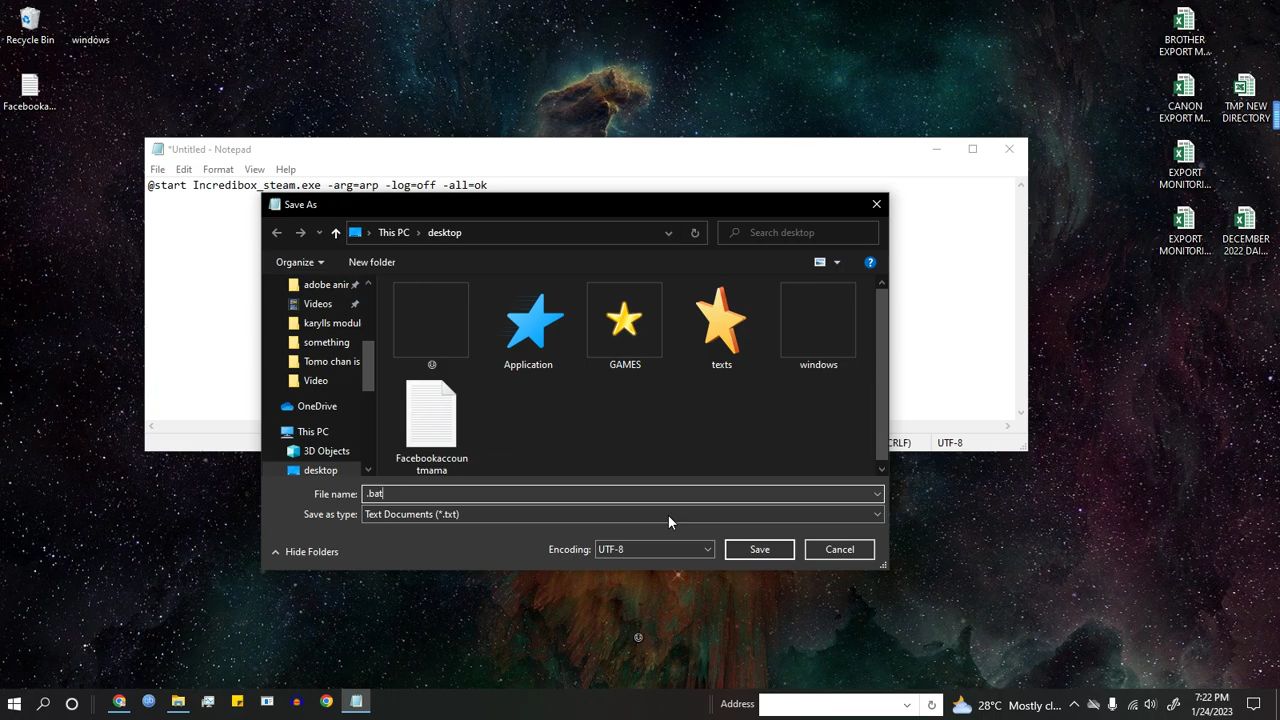 Recycle Bin
windows
Facebooka...
BROTHER
EXPORT M...
CANON
EXPORT M...
TMP NEW
DIRECTORY
EXPORT
MONITORI...
EXPORT
MONITORI...
DECEMBER
2022 DAI...
*Untitled - Notepad
File Edit Format View Help
@start Incredibox_steam.exe -arg=arp -log=off -all=ok
Save As
This PC › desktop
Search desktop
Organize
New folder
adobe anir
Videos
karylls modul
something
Tomo chan is
Video
OneDrive
This PC
3D Objects
desktop
Application
GAMES
texts
windows
Facebookaccoun
tmama
File name: .bat
Save as type: Text Documents (*.txt)
Hide Folders
Encoding: UTF-8
Save
Cancel
CRLF)
UTF-8
Address
28°C Mostly cl...
7:22 PM
1/24/2023